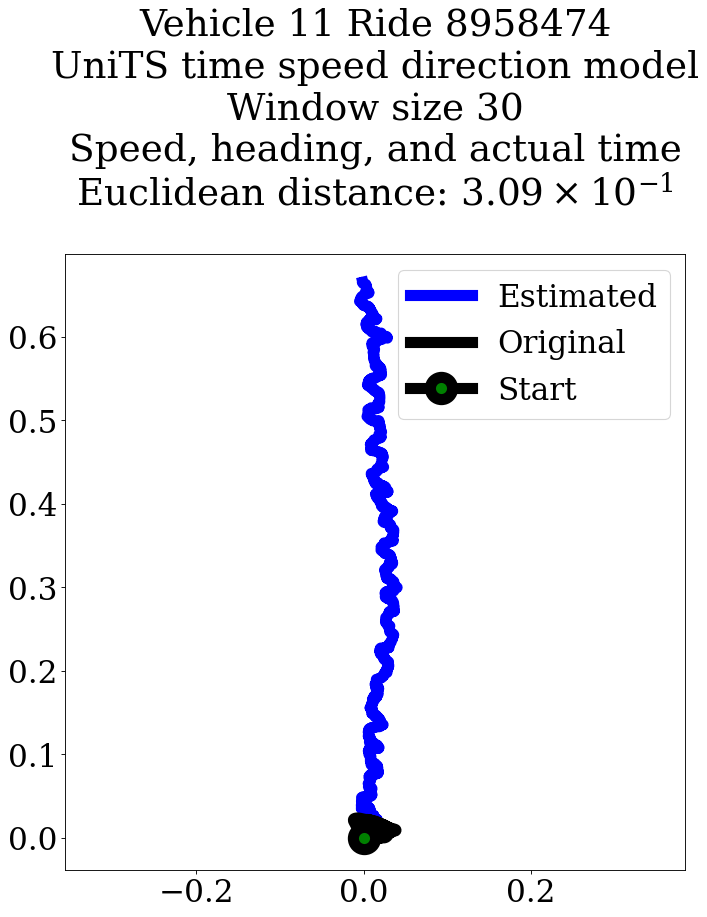 Vehicle 11 Ride 8958474
UniTS time speed direction model
Window size 30
Speed, heading, and actual time
Euclidean distance: 3.09 × 10⁻¹
Estimated
Original
Start
0.6
0.5
0.4
0.3
0.2
0.1
0.0
−0.2 0.0 0.2